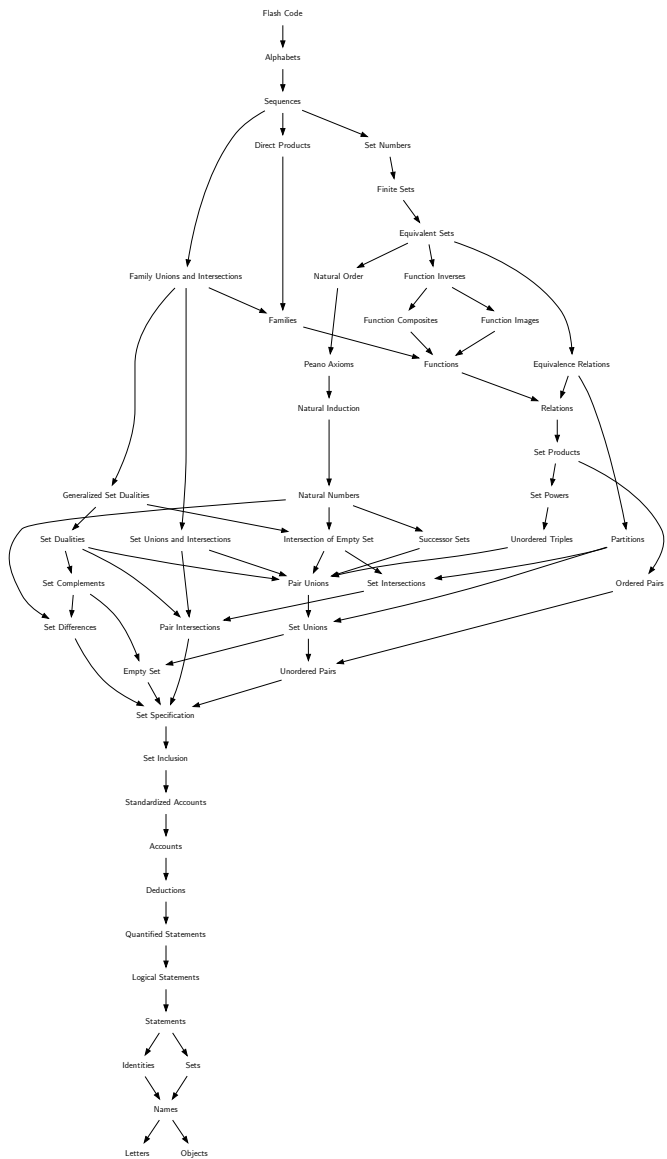 Flash Code
Alphabets
Sequences
Direct Products
Set Numbers
Finite Sets
Equivalent Sets
Family Unions and Intersections
Natural Order
Function Inverses
Families
Function Composites
Function Images
Peano Axioms
Functions
Equivalence Relations
Natural Induction
Relations
Set Products
Generalized Set Dualities
Natural Numbers
Set Powers
Set Dualities
Set Unions and Intersections
Intersection of Empty Set
Successor Sets
Unordered Triples
Partitions
Set Complements
Pair Unions
Set Intersections
Ordered Pairs
Set Differences
Pair Intersections
Set Unions
Empty Set
Unordered Pairs
Set Specification
Set Inclusion
Standardized Accounts
Accounts
Deductions
Quantified Statements
Logical Statements
Statements
Identities
Sets
Names
Letters
Objects